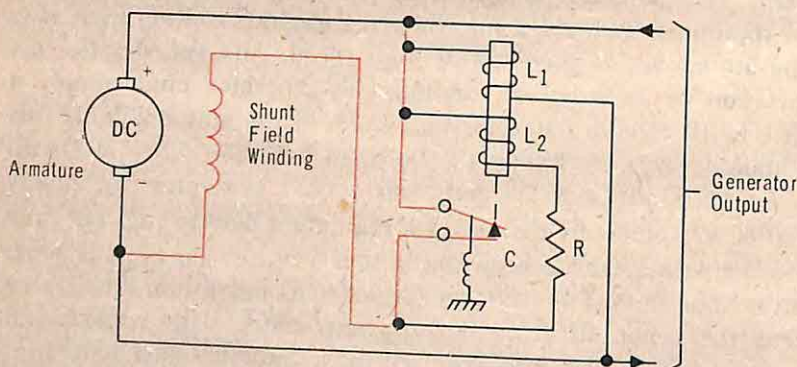 +
DC
Armature
−
Shunt
Field
Winding
L1
L2
C
R
Generator
Output